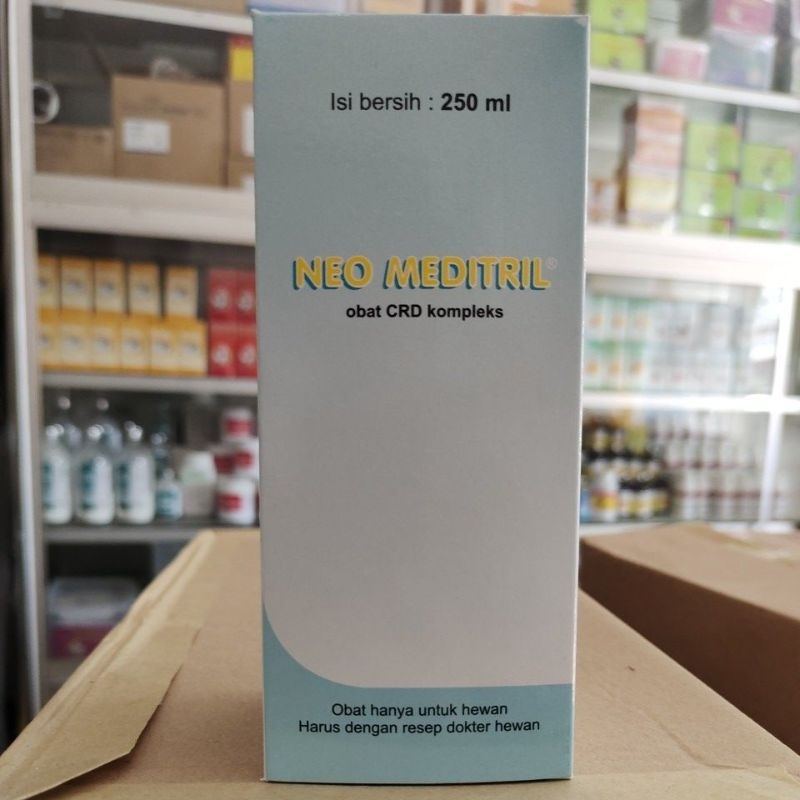 Isi bersih : 250 ml
NEO MEDITRIL®
obat CRD kompleks
Obat hanya untuk hewan
Harus dengan resep dokter hewan